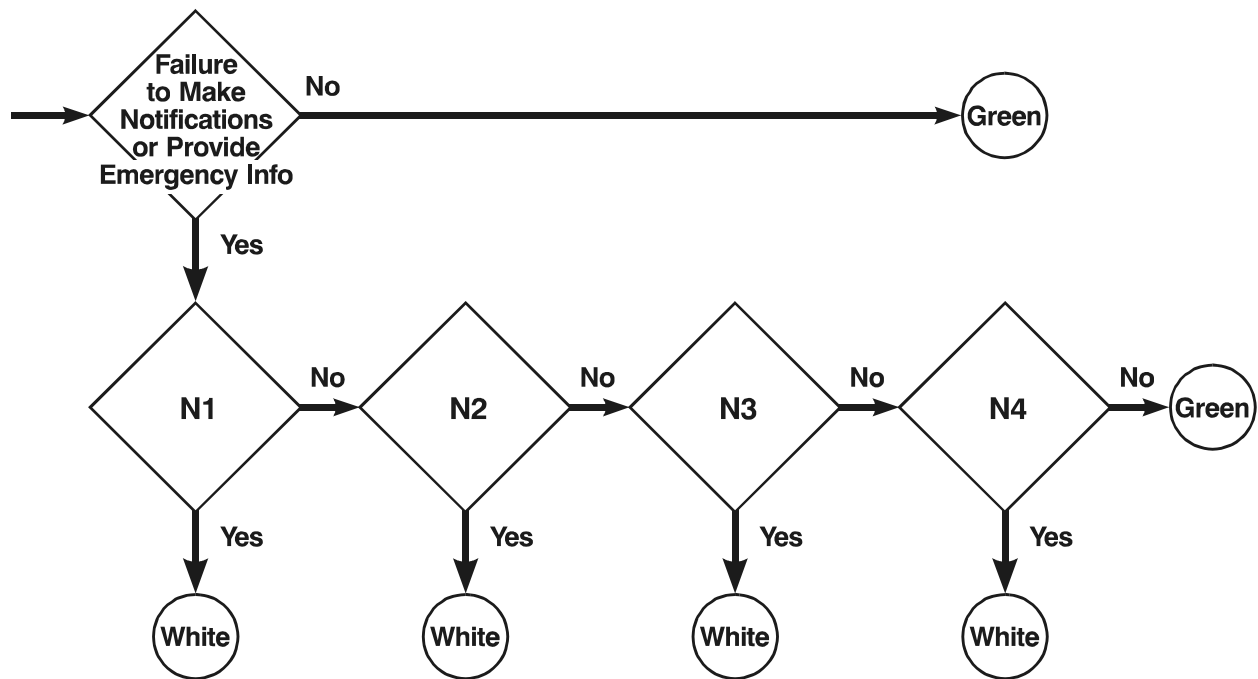 Failure
to Make
Notifications
or Provide
Emergency Info
No
Green
Yes
N1
No
N2
No
N3
No
N4
No
Green
Yes
Yes
Yes
Yes
White
White
White
White